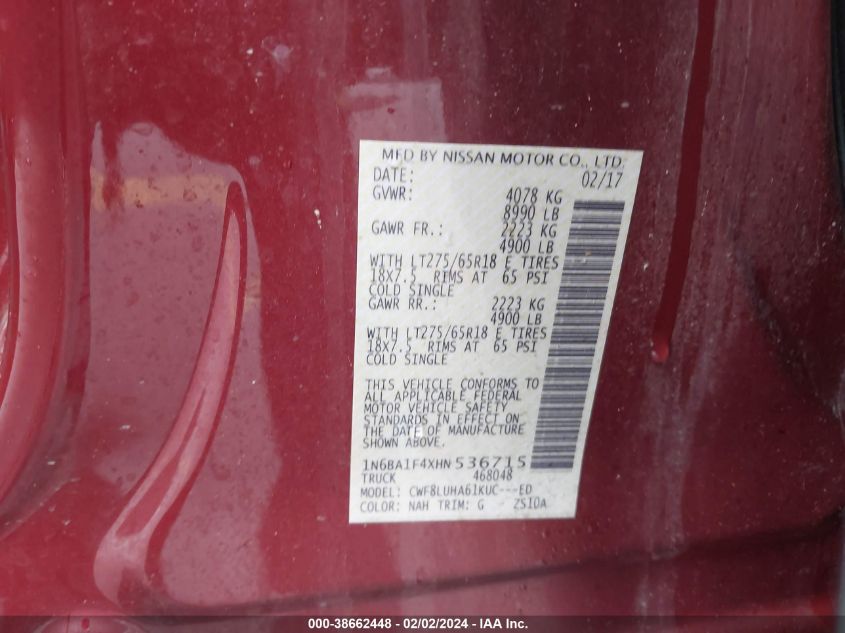 MFD BY NISSAN MOTOR CO., LTD.
DATE: 02/17
GVWR: 4078 KG
8990 LB
GAWR FR.: 2223 KG
4900 LB
WITH LT275/65R18 E TIRES
18X7.5 RIMS AT 65 PSI
COLD SINGLE
GAWR RR.: 2223 KG
4900 LB
WITH LT275/65R18 E TIRES
18X7.5 RIMS AT 65 PSI
COLD SINGLE
THIS VEHICLE CONFORMS TO
ALL APPLICABLE FEDERAL
MOTOR VEHICLE SAFETY
STANDARDS IN EFFECT ON
THE DATE OF MANUFACTURE
SHOWN ABOVE.
1N6BA1F4XHN536715
TRUCK 468048
MODEL: CWF8LUHA61KUC---ED
COLOR: NAH TRIM: G ZS10A
000-38662448 - 02/02/2024 - IAA Inc.